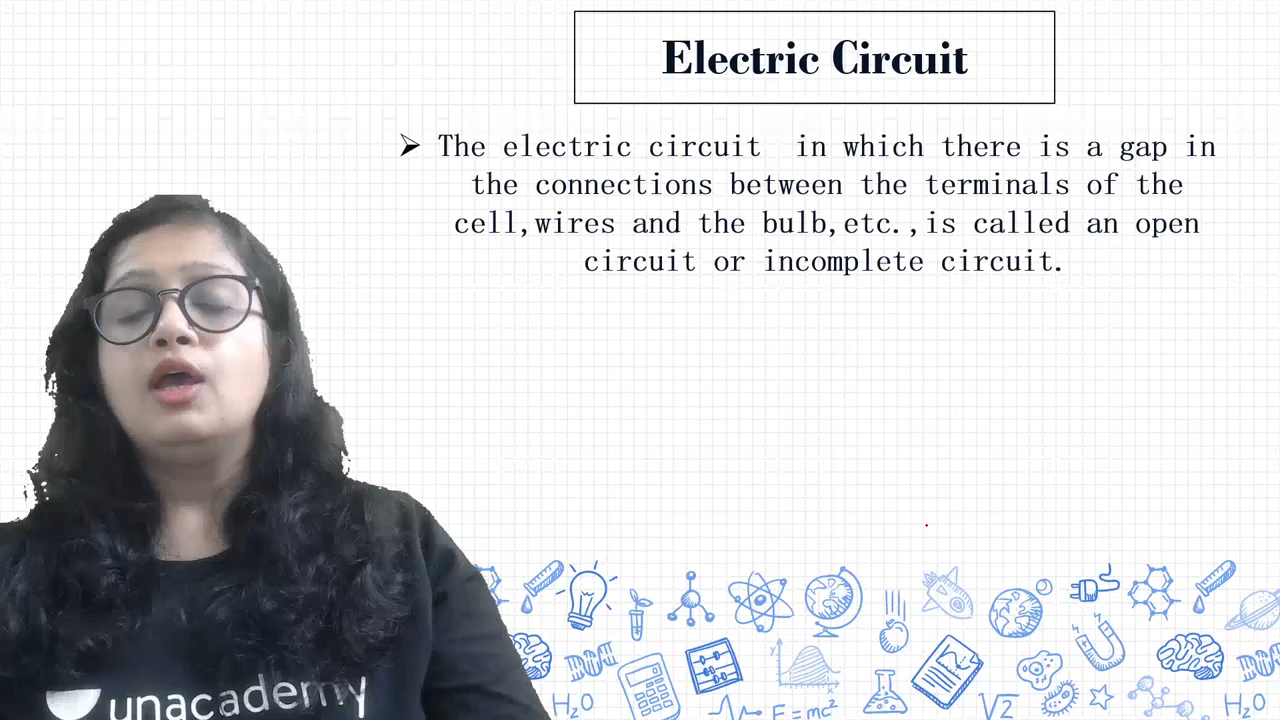 Electric Circuit
➢ The electric circuit in which there is a gap in
the connections between the terminals of the
cell,wires and the bulb,etc.,is called an open
circuit or incomplete circuit.
unacademy
H₂O
E=mc²
√2
H₂O